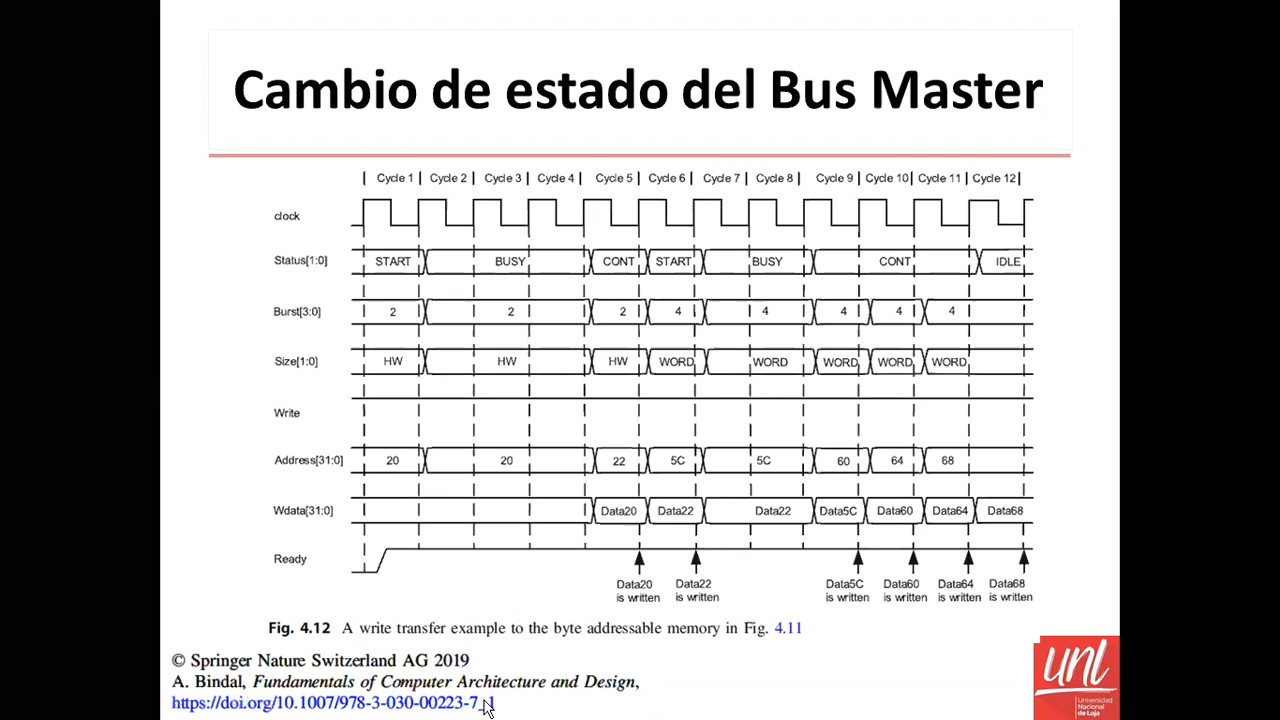 Cambio de estado del Bus Master
| Cycle 1 | Cycle 2 | Cycle 3 | Cycle 4 | Cycle 5 | Cycle 6 | Cycle 7 | Cycle 8 | Cycle 9 | Cycle 10 | Cycle 11 | Cycle 12 |
clock
Status[1:0] START BUSY CONT START BUSY CONT IDLE
Burst[3:0] 2 2 2 4 4 4 4 4
Size[1:0] HW HW HW WORD WORD WORD WORD WORD
Write
Address[31:0] 20 20 22 5C 5C 60 64 68
Wdata[31:0] Data20 Data22 Data22 Data5C Data60 Data64 Data68
Ready
Data20 Data22 Data5C Data60 Data64 Data68
is written is written is written is written is written is written
Fig. 4.12 A write transfer example to the byte addressable memory in Fig. 4.11
© Springer Nature Switzerland AG 2019
A. Bindal, Fundamentals of Computer Architecture and Design,
https://doi.org/10.1007/978-3-030-00223-7_1
unl
Universidad
Nacional
de Loja